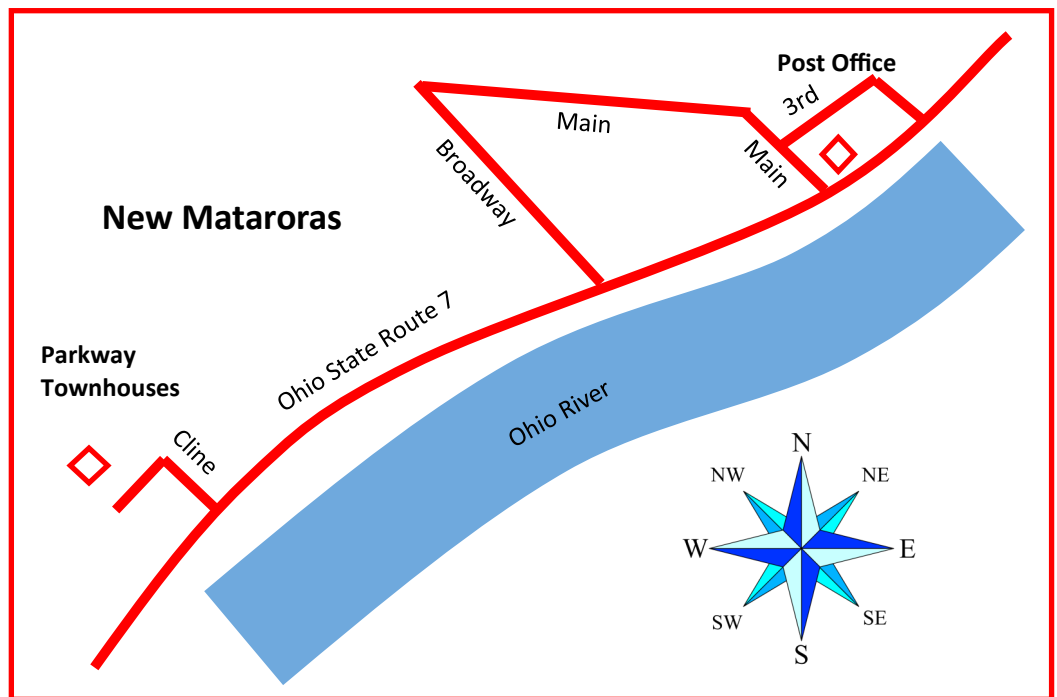 Post Office
3rd
Main
Main
Broadway
New Mataroras
Ohio State Route 7
Parkway
Townhouses
Ohio River
Cline
N
NW
NE
W
E
SW
SE
S